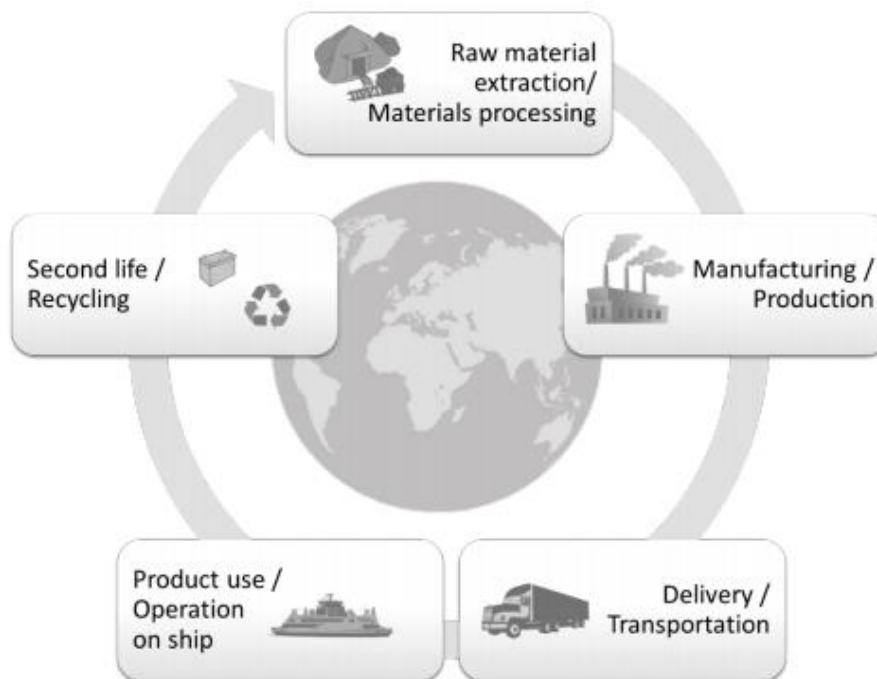 Raw material
extraction/
Materials processing
Manufacturing /
Production
Delivery /
Transportation
Product use /
Operation
on ship
Second life /
Recycling